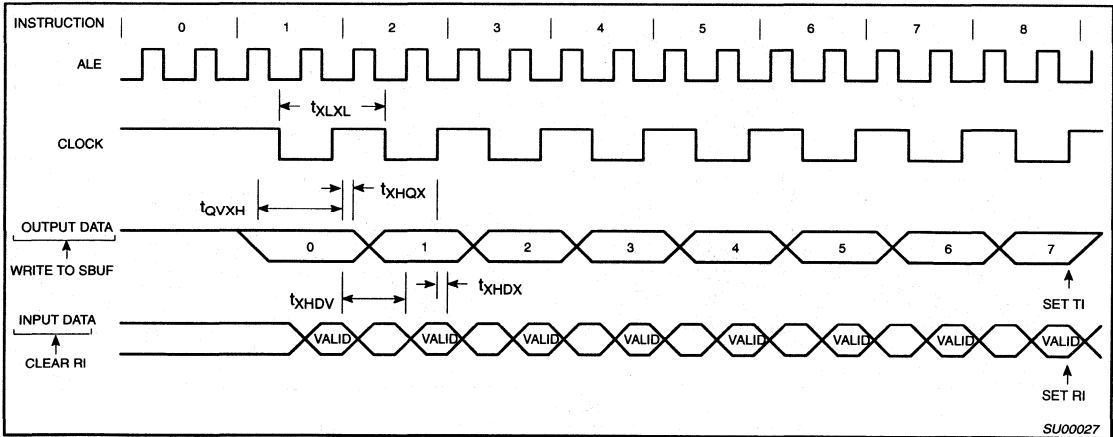 INSTRUCTION | 0 | 1 | 2 | 3 | 4 | 5 | 6 | 7 | 8 |
ALE
tXLXL
CLOCK
tXHQX
tQVXH
OUTPUT DATA
0 1 2 3 4 5 6 7
WRITE TO SBUF
tXHDV
tXHDX
SET TI
INPUT DATA
VALID VALID VALID VALID VALID VALID VALID VALID
CLEAR RI
SET RI
SU00027